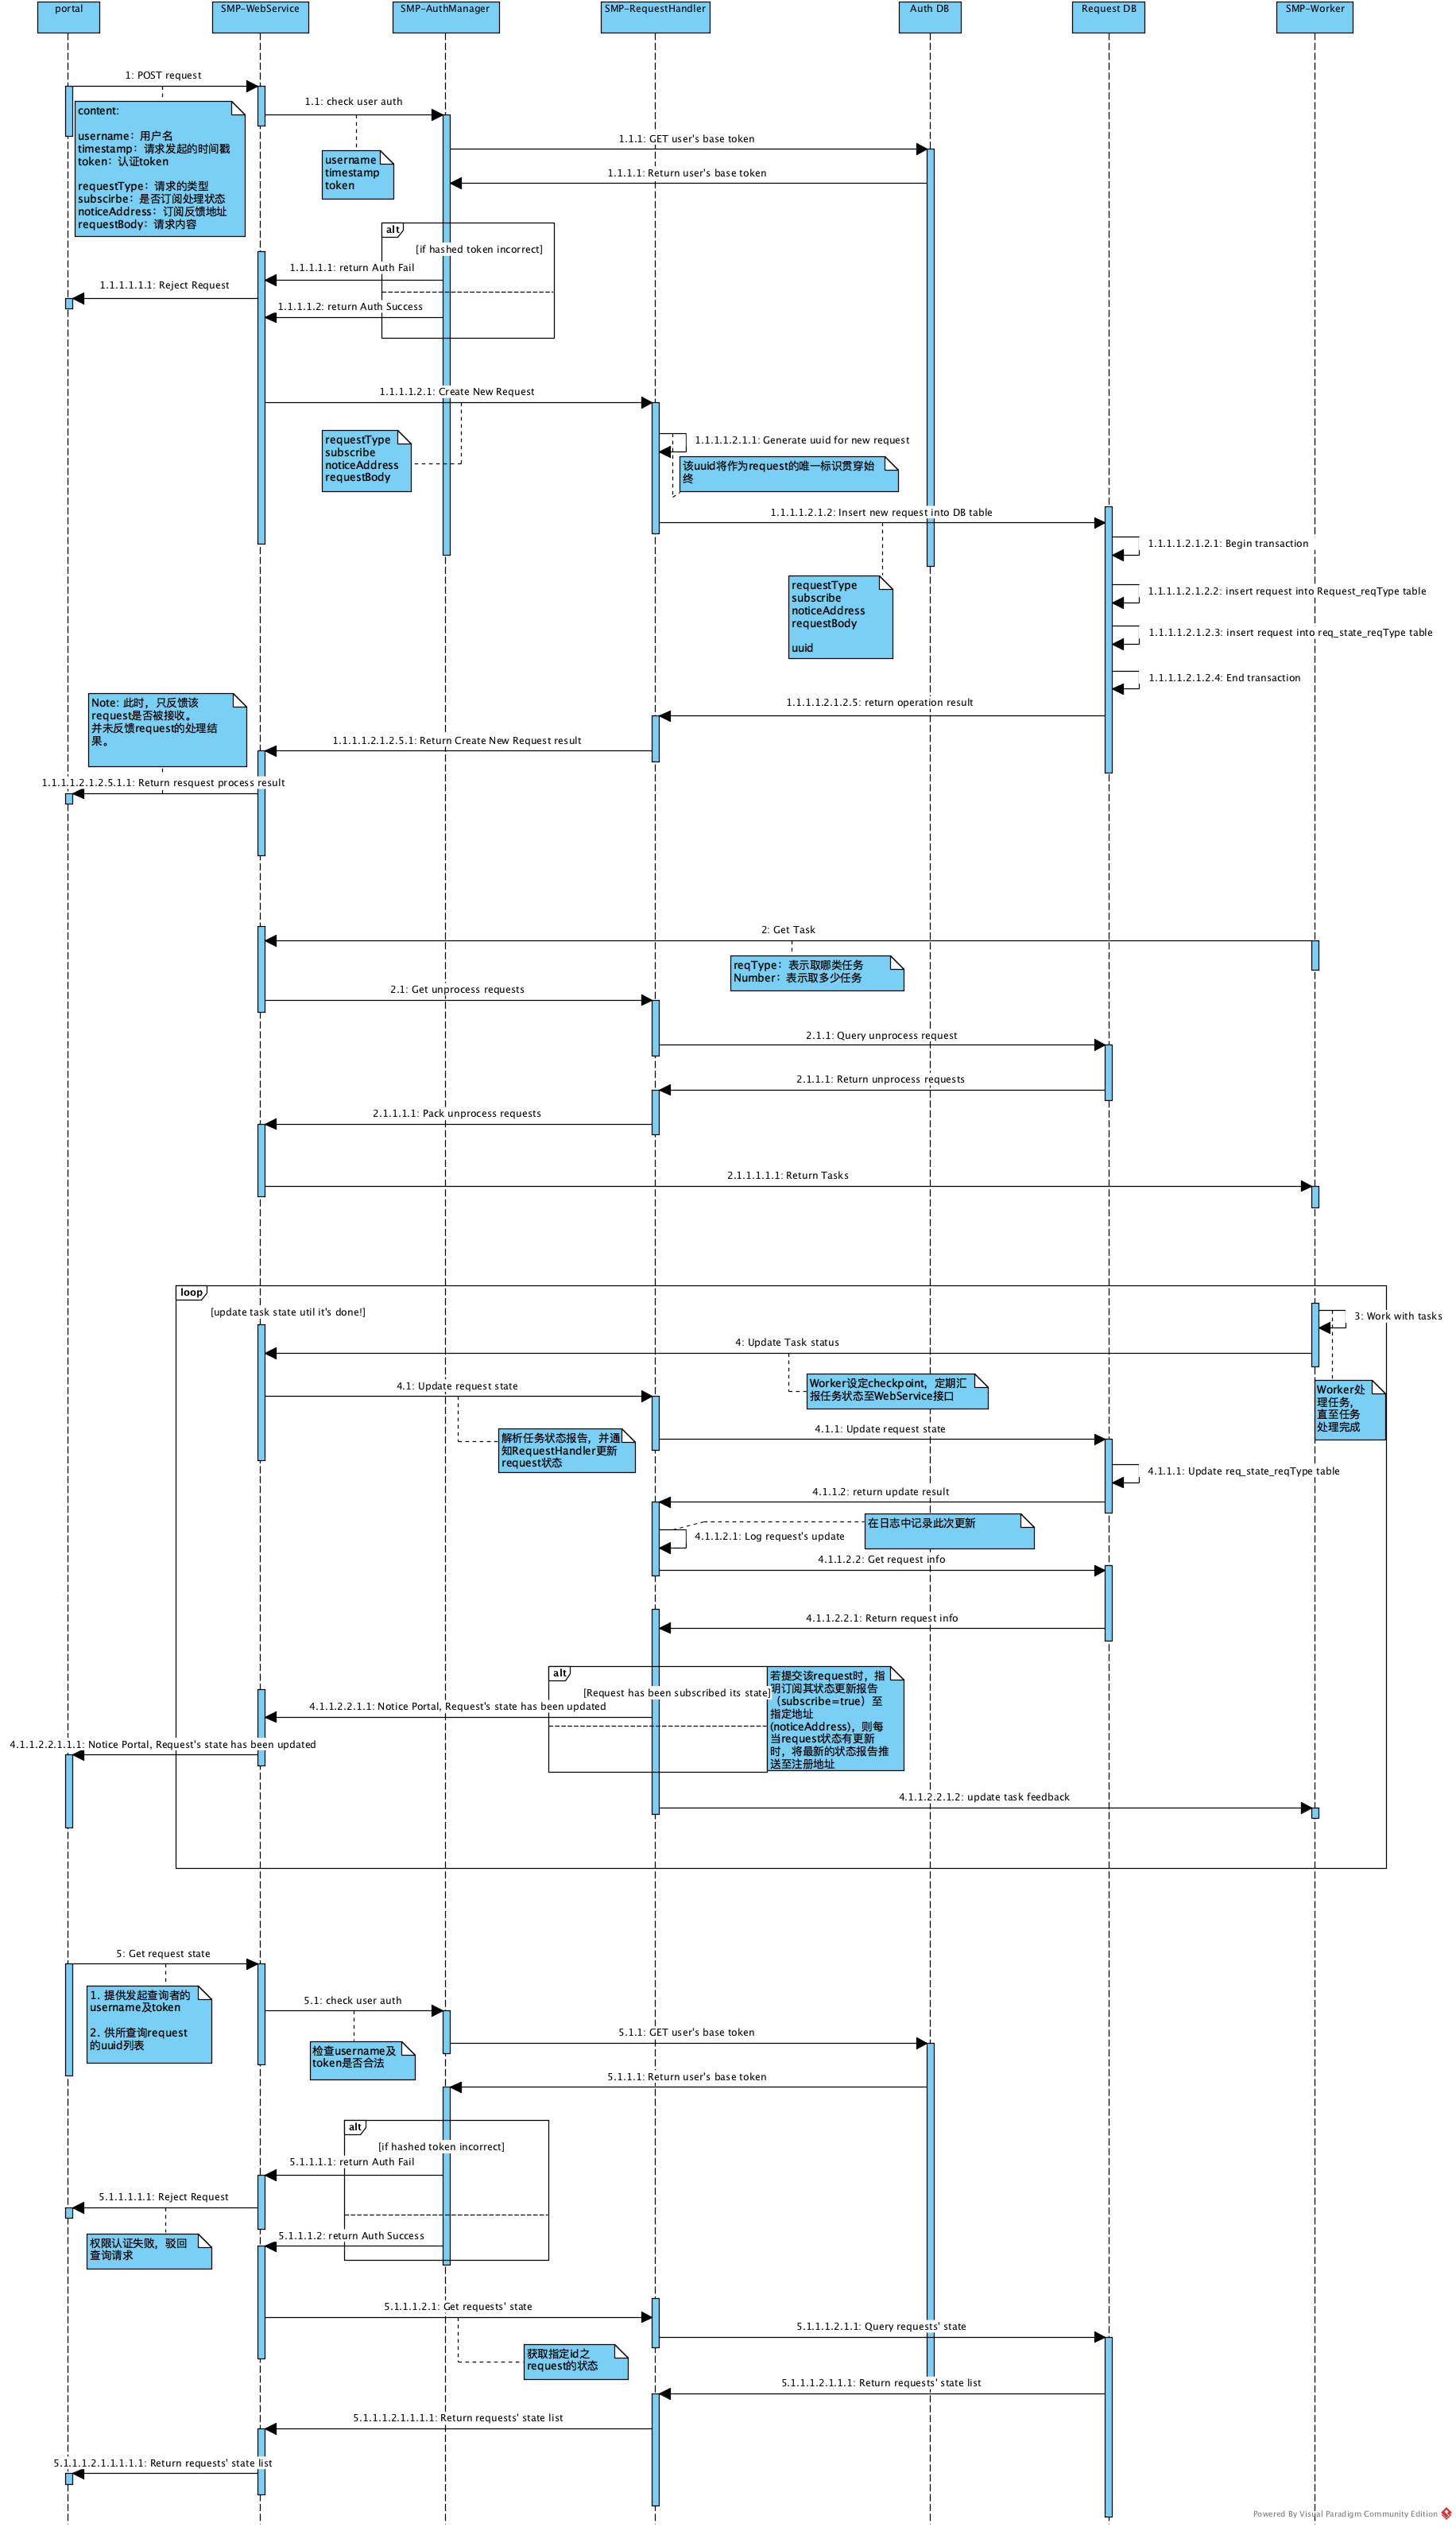 portal
SMP-WebService
SMP-AuthManager
SMP-RequestHandler
Auth DB
Request DB
SMP-Worker
1: POST request
content:
username：用户名
timestamp：请求发起的时间戳
token：认证token
requestType：请求的类型
subscirbe：是否订阅处理状态
noticeAddress：订阅反馈地址
requestBody：请求内容
1.1: check user auth
username
timestamp
token
1.1.1: GET user's base token
1.1.1.1: Return user's base token
alt
[if hashed token incorrect]
1.1.1.1.1: return Auth Fail
1.1.1.1.1.1: Reject Request
1.1.1.1.2: return Auth Success
1.1.1.1.2.1: Create New Request
requestType
subscribe
noticeAddress
requestBody
1.1.1.1.2.1.1: Generate uuid for new request
该uuid将作为request的唯一标识贯穿始
终
1.1.1.1.2.1.2: Insert new request into DB table
requestType
subscribe
noticeAddress
requestBody
uuid
1.1.1.1.2.1.2.1: Begin transaction
1.1.1.1.2.1.2.2: insert request into Request_reqType table
1.1.1.1.2.1.2.3: insert request into req_state_reqType table
1.1.1.1.2.1.2.4: End transaction
1.1.1.1.2.1.2.5: return operation result
Note: 此时，只反馈该
request是否被接收。
并未反馈request的处理结
果。
1.1.1.1.2.1.2.5.1: Return Create New Request result
1.1.1.1.2.1.2.5.1.1: Return resquest process result
2: Get Task
reqType：表示取哪类任务
Number：表示取多少任务
2.1: Get unprocess requests
2.1.1: Query unprocess request
2.1.1.1: Return unprocess requests
2.1.1.1.1: Pack unprocess requests
2.1.1.1.1.1: Return Tasks
loop
[update task state util it's done!]
3: Work with tasks
4: Update Task status
Worker设定checkpoint，定期汇
报任务状态至WebService接口
Worker处
理任务，
直至任务
处理完成
4.1: Update request state
解析任务状态报告，并通
知RequestHandler更新
request状态
4.1.1: Update request state
4.1.1.1: Update req_state_reqType table
4.1.1.2: return update result
在日志中记录此次更新
4.1.1.2.1: Log request's update
4.1.1.2.2: Get request info
4.1.1.2.2.1: Return request info
alt
[Request has been subscribed its state]
若提交该request时，指
明订阅其状态更新报告
（subscribe=true）至
指定地址
(noticeAddress)，则每
当request状态有更新
时，将最新的状态报告推
送至注册地址
4.1.1.2.2.1.1: Notice Portal, Request's state has been updated
4.1.1.2.2.1.1.1: Notice Portal, Request's state has been updated
4.1.1.2.2.1.2: update task feedback
5: Get request state
1. 提供发起查询者的
username及token
2. 供所查询request
的uuid列表
5.1: check user auth
检查username及
token是否合法
5.1.1: GET user's base token
5.1.1.1: Return user's base token
alt
[if hashed token incorrect]
5.1.1.1.1: return Auth Fail
5.1.1.1.1.1: Reject Request
权限认证失败，驳回
查询请求
5.1.1.1.2: return Auth Success
5.1.1.1.2.1: Get requests' state
获取指定id之
request的状态
5.1.1.1.2.1.1: Query requests' state
5.1.1.1.2.1.1.1: Return requests' state list
5.1.1.1.2.1.1.1.1: Return requests' state list
5.1.1.1.2.1.1.1.1.1: Return requests' state list
Powered By Visual Paradigm Community Edition